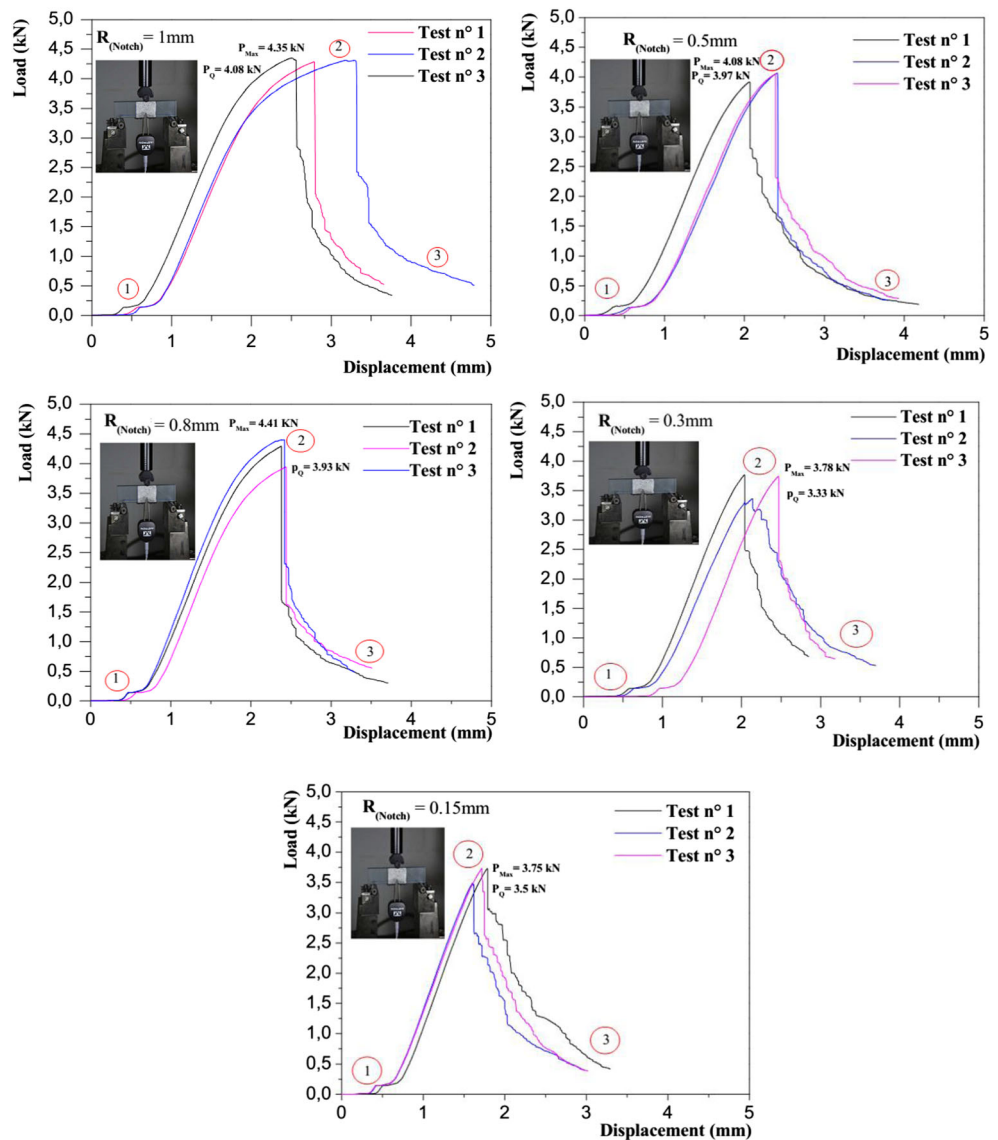 R(Notch) = 1mm
PMax = 4.35 kN
PQ = 4.08 kN
Test n° 1
Test n° 2
Test n° 3
1
2
3
Load (kN)
5,0
4,5
4,0
3,5
3,0
2,5
2,0
1,5
1,0
0,5
0,0
0 1 2 3 4 5
Displacement (mm)
R(Notch) = 0.5mm
PMax = 4.08 kN
PQ = 3.97 kN
Test n° 1
Test n° 2
Test n° 3
1
2
3
Load (kN)
5,0
4,5
4,0
3,5
3,0
2,5
2,0
1,5
1,0
0,5
0,0
0 1 2 3 4 5
Displacement (mm)
R(Notch) = 0.8mm
PMax = 4.41 KN
pQ = 3.93 kN
Test n° 1
Test n° 2
Test n° 3
1
2
3
Load (kN)
5,0
4,5
4,0
3,5
3,0
2,5
2,0
1,5
1,0
0,5
0,0
0 1 2 3 4 5
Displacement (mm)
R(Notch) = 0.3mm
PMax = 3.78 kN
pQ = 3.33 kN
Test n° 1
Test n° 2
Test n° 3
1
2
3
Load (kN)
5,0
4,5
4,0
3,5
3,0
2,5
2,0
1,5
1,0
0,5
0,0
0 1 2 3 4 5
Displacement (mm)
R(Notch) = 0.15mm
PMax = 3.75 kN
PQ = 3.5 kN
Test n° 1
Test n° 2
Test n° 3
1
2
3
Load (kN)
5,0
4,5
4,0
3,5
3,0
2,5
2,0
1,5
1,0
0,5
0,0
0 1 2 3 4 5
Displacement (mm)